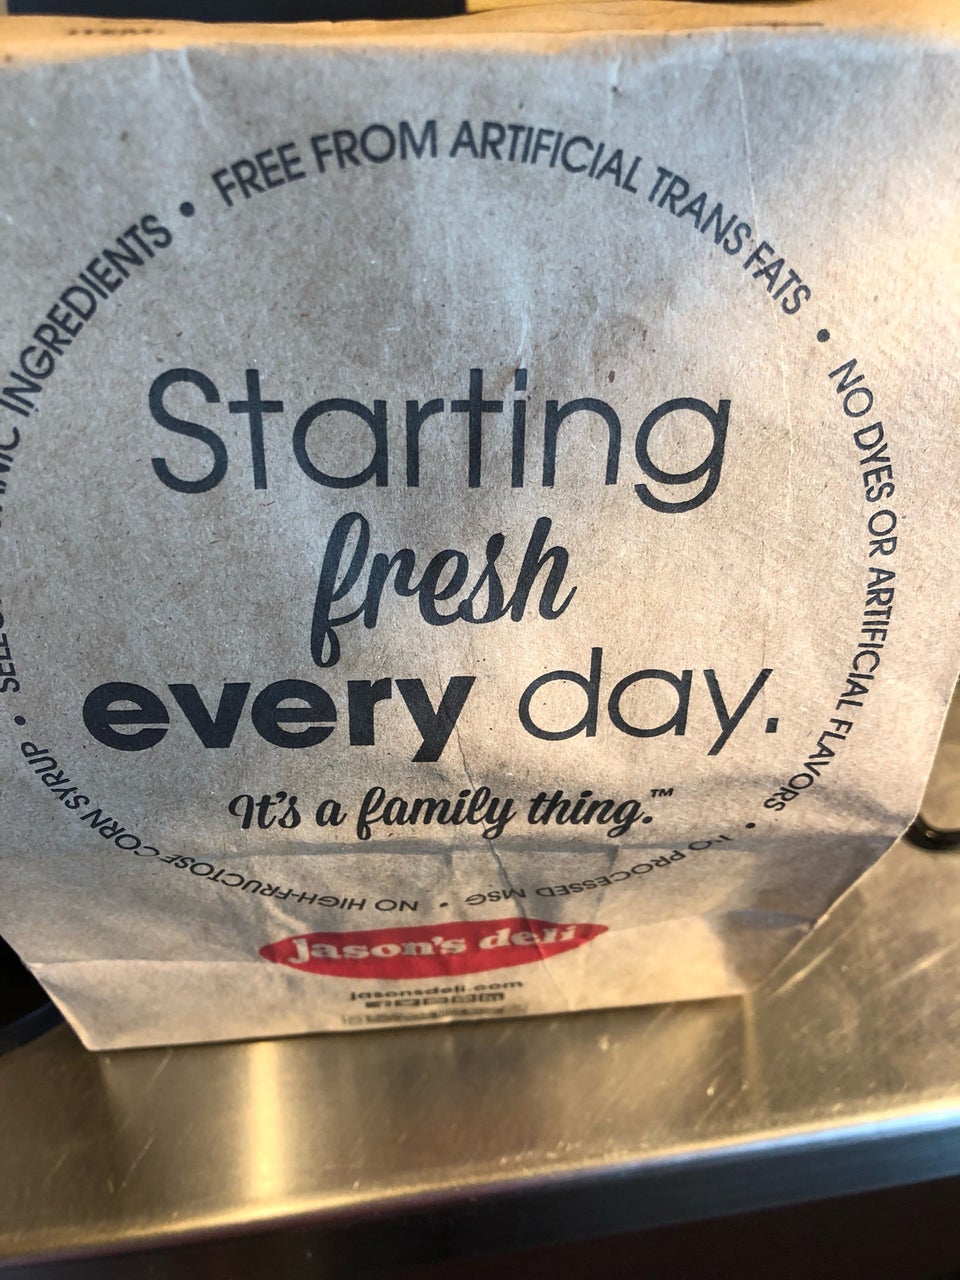 FREE FROM ARTIFICIAL TRANS FATS • NO DYES OR ARTIFICIAL FLAVORS • NO PROCESSED MSG • NO HIGH-FRUCTOSE CORN SYRUP • INGREDIENTS •
Starting
fresh
every day.
It's a family thing.™
Jason's deli
jasonsdeli.com